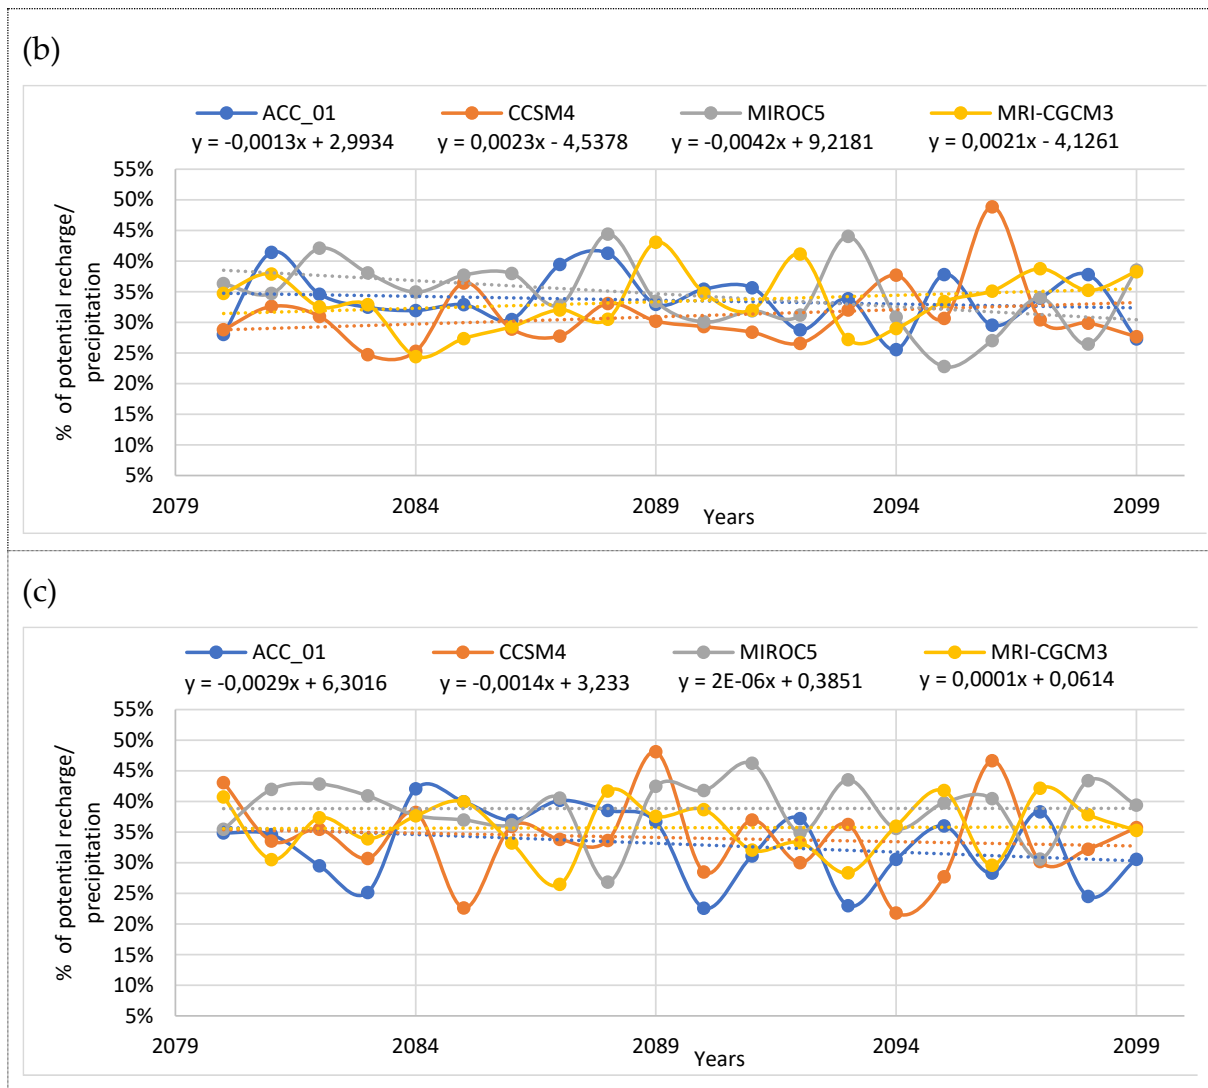 (b)
ACC_01 CCSM4 MIROC5 MRI-CGCM3
y = -0,0013x + 2,9934 y = 0,0023x - 4,5378 y = -0,0042x + 9,2181 y = 0,0021x - 4,1261
% of potential recharge/
precipitation
55%
50%
45%
40%
35%
30%
25%
20%
15%
10%
5%
2079 2084 2089 2094 2099
Years
(c)
ACC_01 CCSM4 MIROC5 MRI-CGCM3
y = -0,0029x + 6,3016 y = -0,0014x + 3,233 y = 2E-06x + 0,3851 y = 0,0001x + 0,0614
% of potential recharge/
precipitation
55%
50%
45%
40%
35%
30%
25%
20%
15%
10%
5%
2079 2084 2089 2094 2099
Years